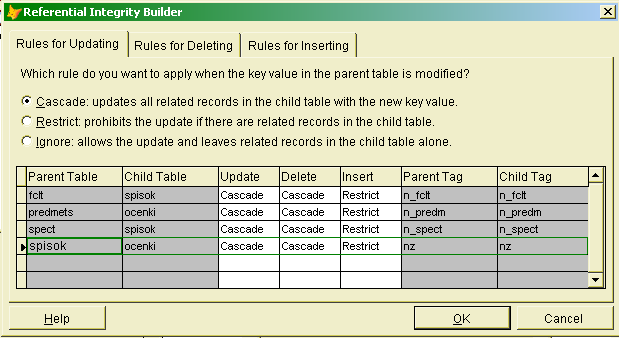 Referential Integrity Builder
Rules for Updating Rules for Deleting Rules for Inserting
Which rule do you want to apply when the key value in the parent table is modified?
Cascade: updates all related records in the child table with the new key value.
Restrict: prohibits the update if there are related records in the child table.
Ignore: allows the update and leaves related records in the child table alone.
Parent Table Child Table Update Delete Insert Parent Tag Child Tag
fclt spisok Cascade Cascade Restrict n_fclt n_fclt
predmets ocenki Cascade Cascade Restrict n_predm n_predm
spect spisok Cascade Cascade Restrict n_spect n_spect
spisok ocenki Cascade Cascade Restrict nz nz
Help OK Cancel